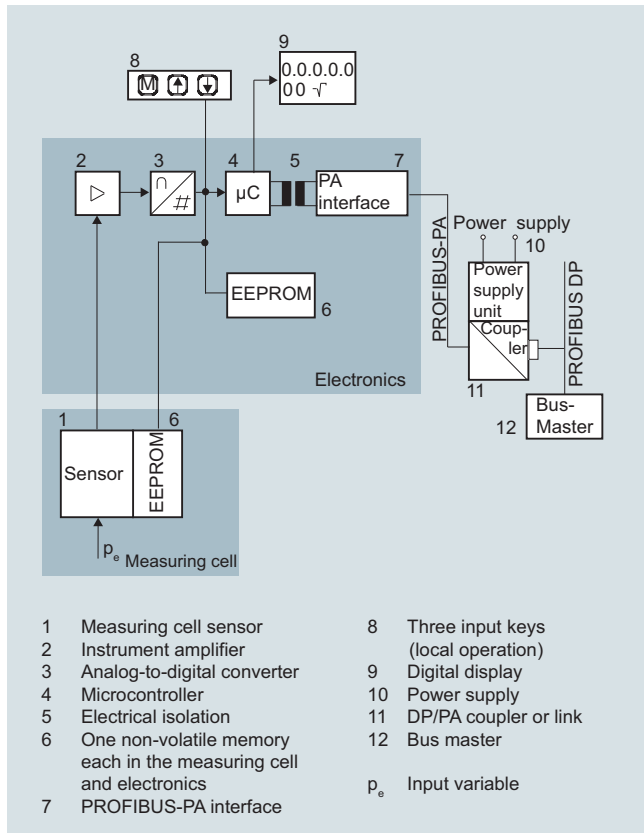 8
M
9
0.0.0.0.0
00 √
2
3
∩
#
4
µC
5
7
PA
interface
PROFIBUS-PA
Power supply
10
Power
supply
unit
Coup-
ler
11
PROFIBUS DP
12
Bus-
Master
EEPROM
6
Electronics
1
6
Sensor
EEPROM
pe
Measuring cell
1 Measuring cell sensor
2 Instrument amplifier
3 Analog-to-digital converter
4 Microcontroller
5 Electrical isolation
6 One non-volatile memory
each in the measuring cell
and electronics
7 PROFIBUS-PA interface
8 Three input keys
(local operation)
9 Digital display
10 Power supply
11 DP/PA coupler or link
12 Bus master
pe Input variable